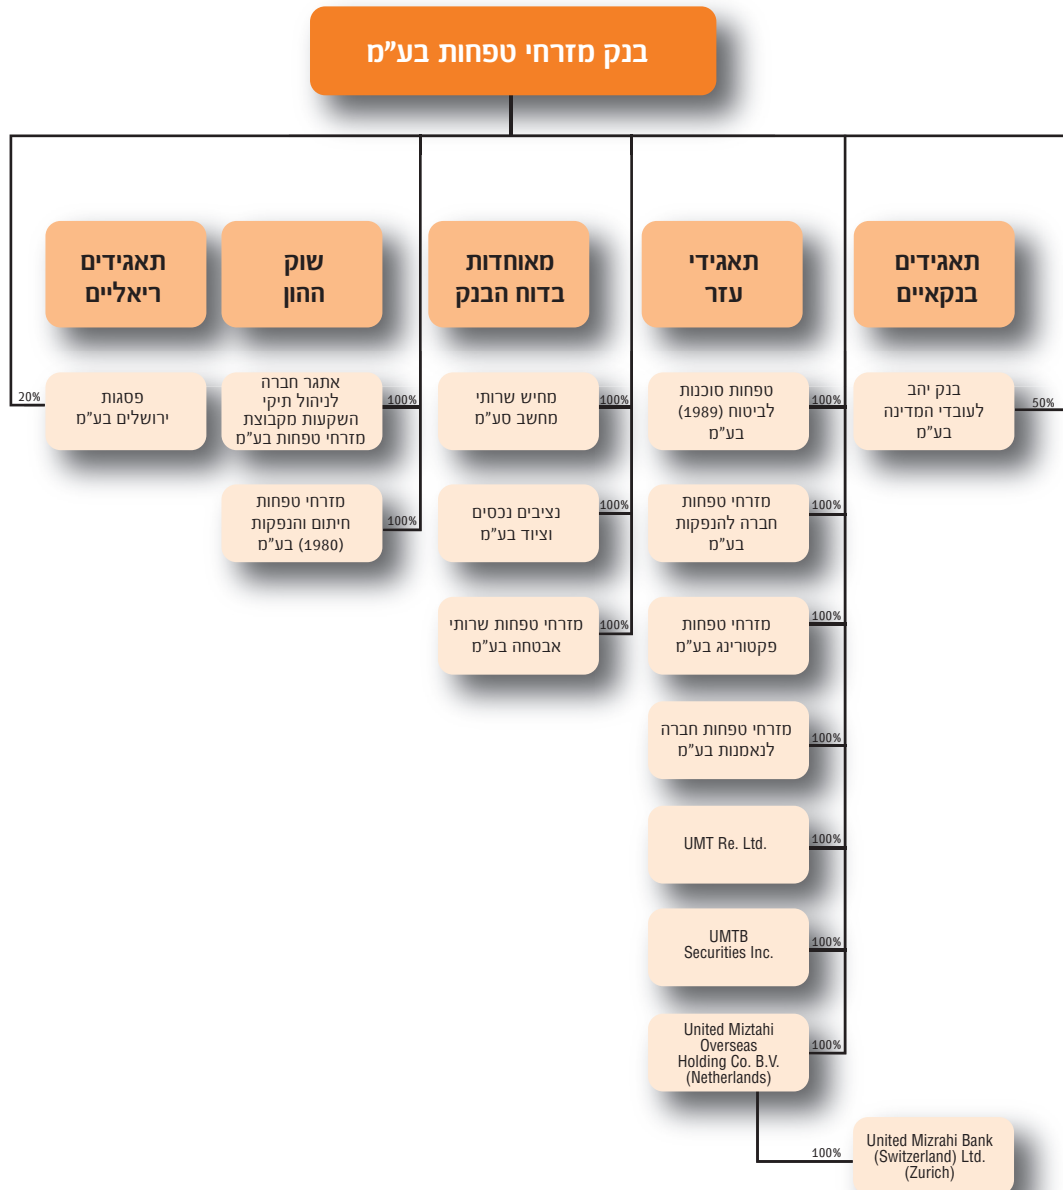 בנק מזרחי טפחות בע"מ
תאגידים
בנקאיים
בנק יהב
לעובדי המדינה
בע"מ
50%
תאגידי
עזר
טפחות סוכנות
לביטוח (1989)
בע"מ
100%
מזרחי טפחות
חברה להנפקות
בע"מ
100%
מזרחי טפחות
פקטורינג בע"מ
100%
מזרחי טפחות חברה
לנאמנות בע"מ
100%
UMT Re. Ltd.
100%
UMTB
Securities Inc.
100%
United Miztahi
Overseas
Holding Co. B.V.
(Netherlands)
100%
United Mizrahi Bank
(Switzerland) Ltd.
(Zurich)
100%
מאוחדות
בדוח הבנק
מחיש שרותי
מחשב סע"מ
100%
נציבים נכסים
וציוד בע"מ
100%
מזרחי טפחות שרותי
אבטחה בע"מ
100%
שוק
ההון
אתגר חברה
לניהול תיקי
השקעות מקבוצת
מזרחי טפחות בע"מ
100%
מזרחי טפחות
חיתום והנפקות
(1980) בע"מ
100%
תאגידים
ריאליים
פסגות
ירושלים בע"מ
20%